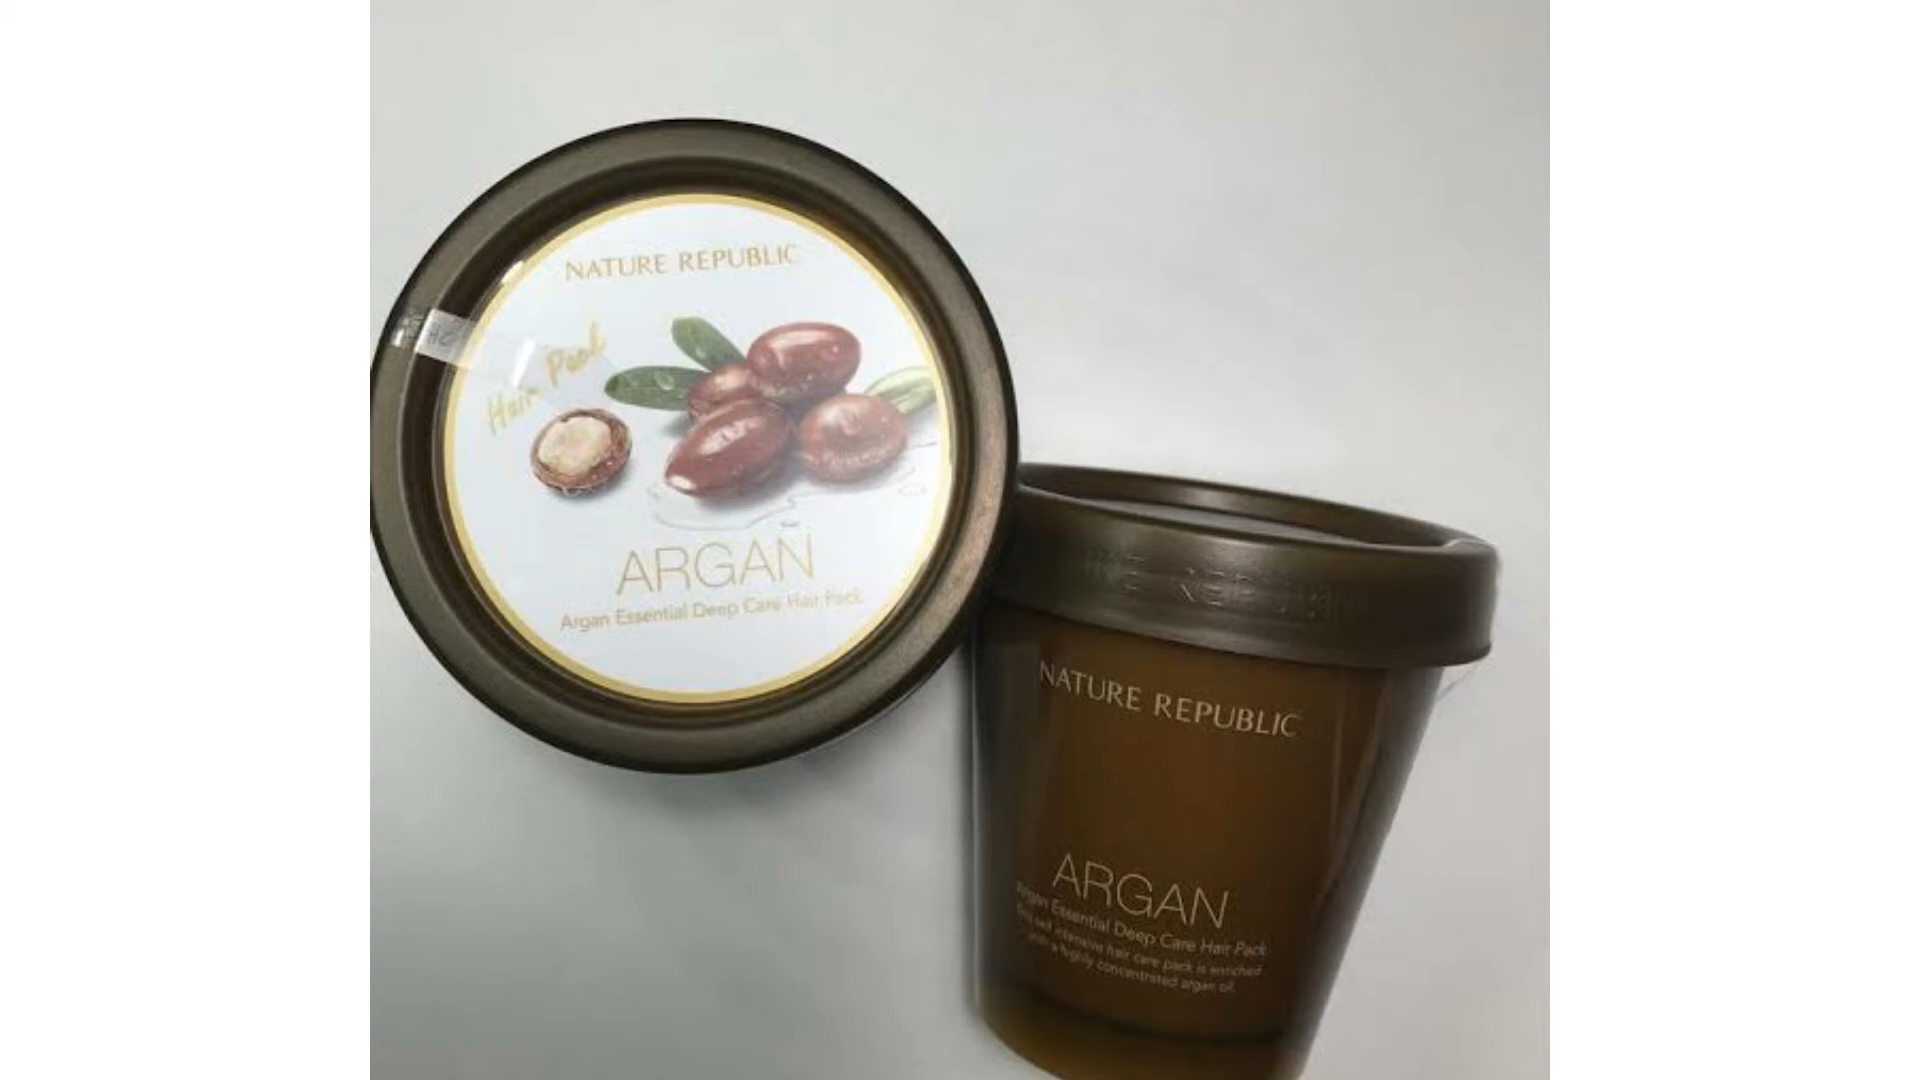 NATURE REPUBLIC
Hair Pack
ARGAN
Argan Essential Deep Care Hair Pack
NATURE REPUBLIC
ARGAN
Argan Essential Deep Care Hair Pack
intensive hair care pack is enriched
with a highly concentrated argan oil.